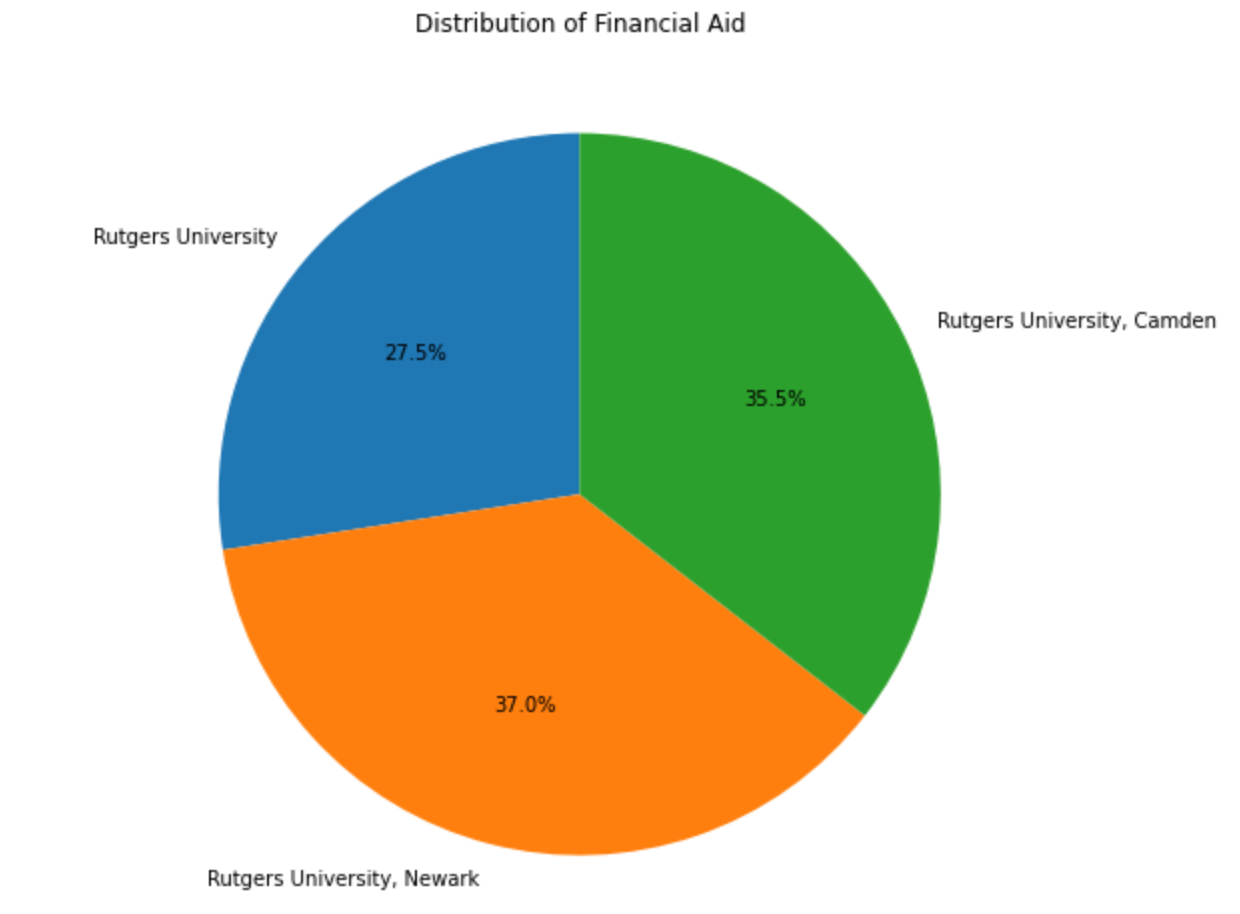 Distribution of Financial Aid
Rutgers University
Rutgers University, Camden
27.5%
35.5%
37.0%
Rutgers University, Newark